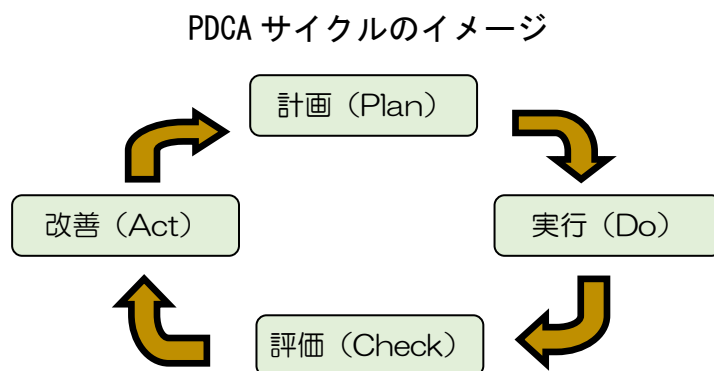 PDCA サイクルのイメージ
計画（Plan）
実行（Do）
評価（Check）
改善（Act）